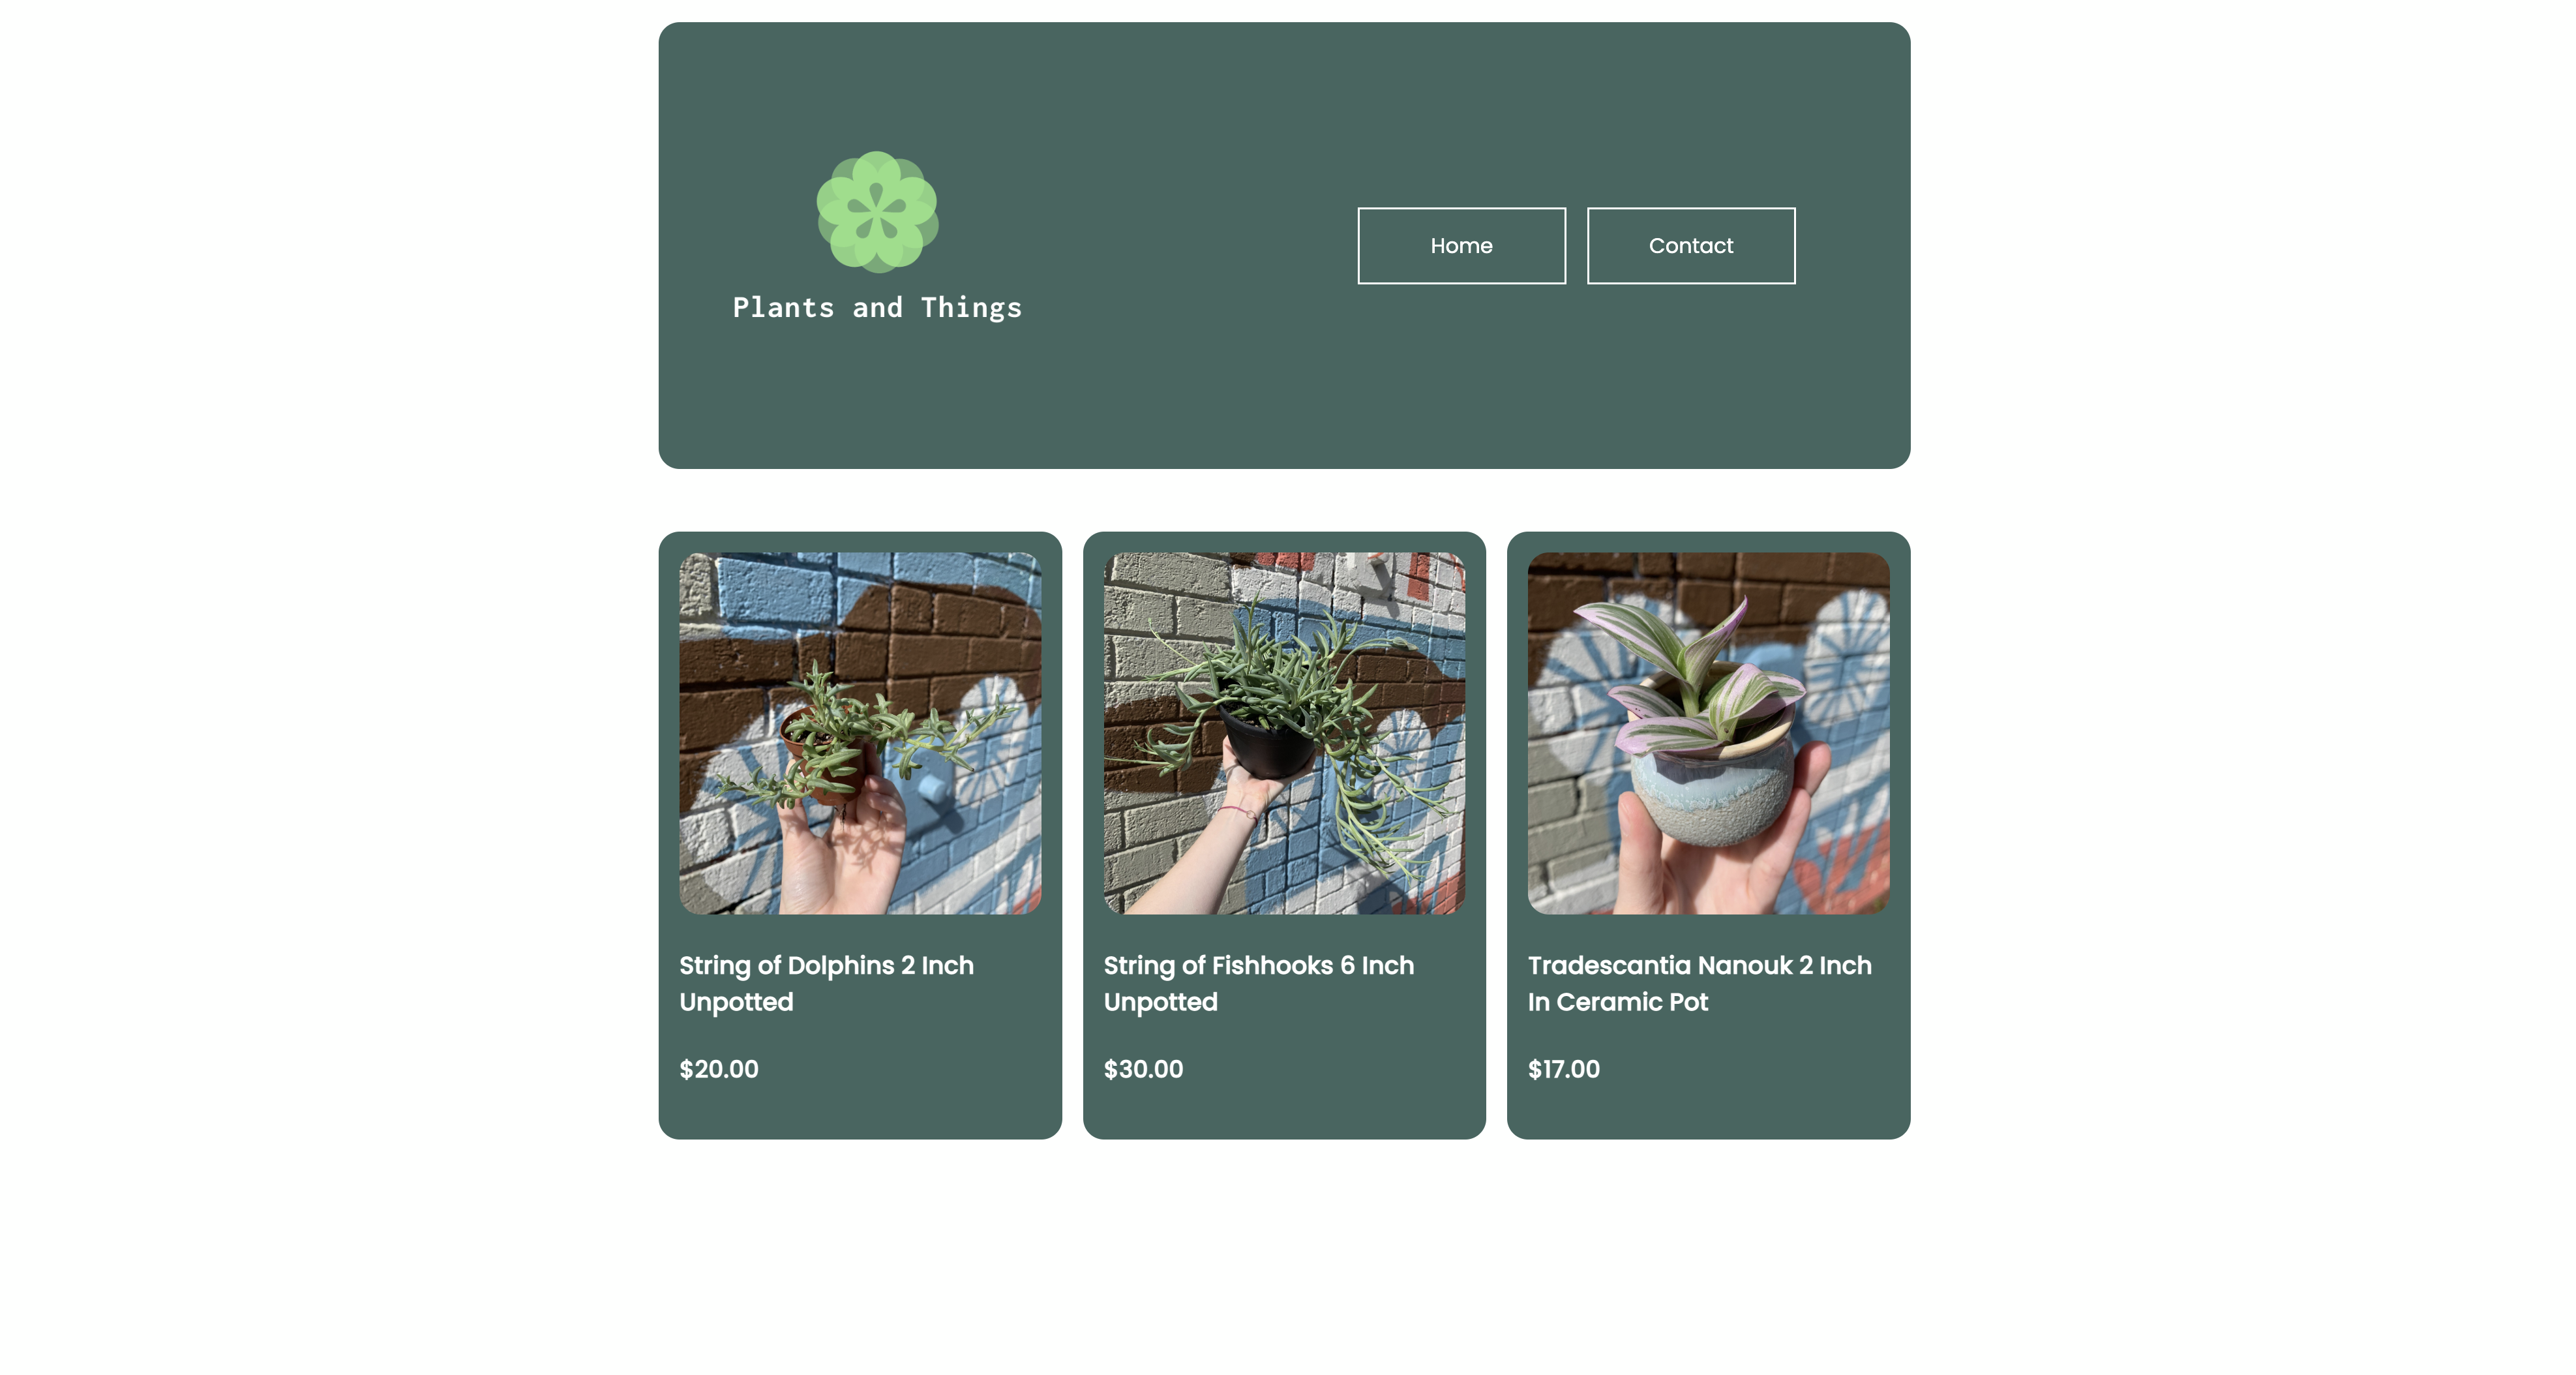 Plants and Things
Home
Contact
String of Dolphins 2 Inch
Unpotted
$20.00
String of Fishhooks 6 Inch
Unpotted
$30.00
Tradescantia Nanouk 2 Inch
In Ceramic Pot
$17.00